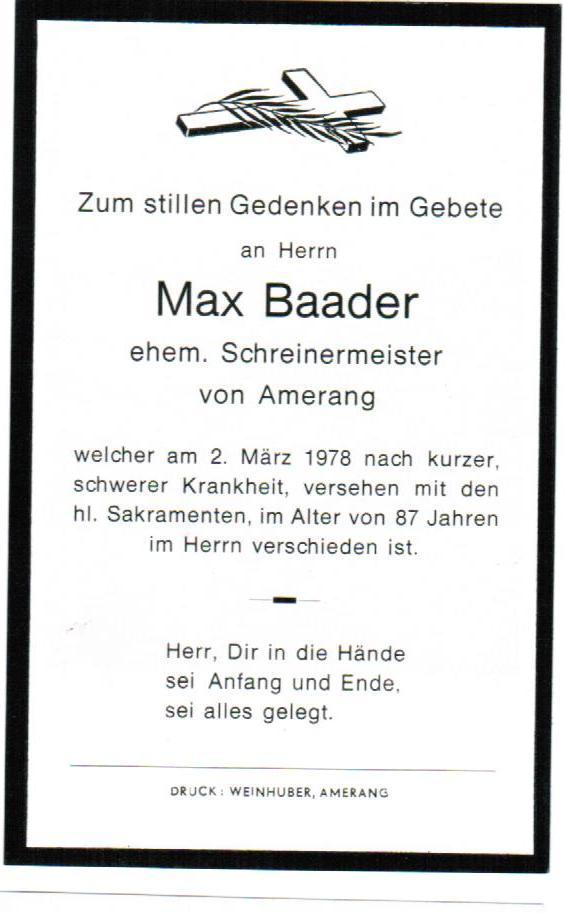 Zum stillen Gedenken im Gebete
an Herrn
Max Baader
ehem. Schreinermeister
von Amerang
welcher am 2. März 1978 nach kurzer,
schwerer Krankheit, versehen mit den
hl. Sakramenten, im Alter von 87 Jahren
im Herrn verschieden ist.
Herr, Dir in die Hände
sei Anfang und Ende,
sei alles gelegt.
DRUCK: WEINHUBER, AMERANG